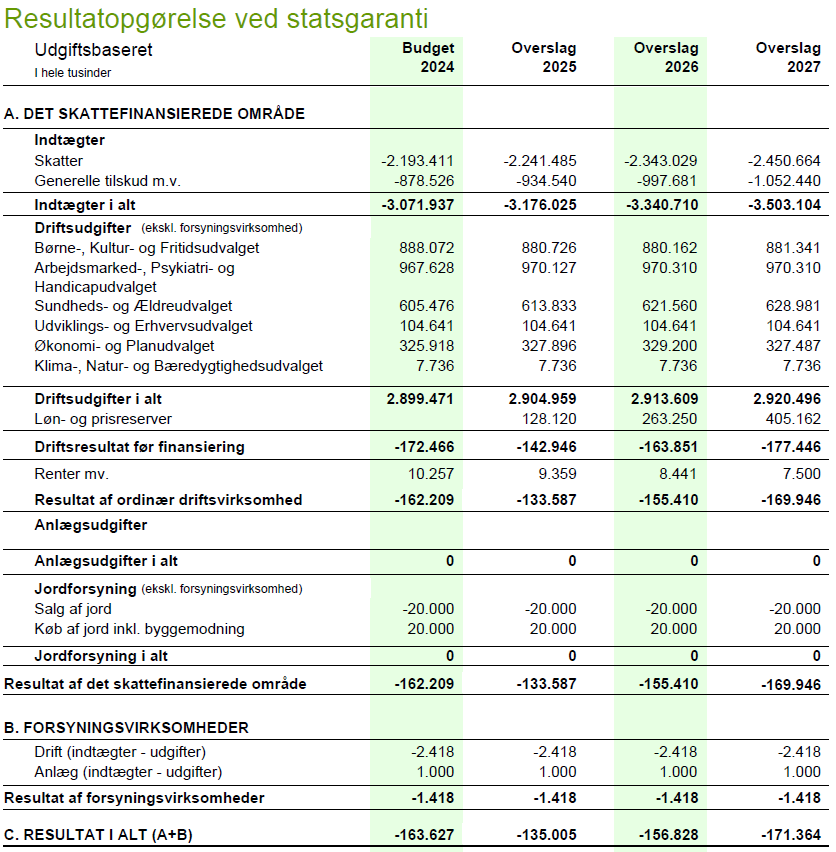 Resultatopgørelse ved statsgaranti
Udgiftsbaseret Budget Overslag Overslag Overslag
I hele tusinder 2024 2025 2026 2027
A. DET SKATTEFINANSIEREDE OMRÅDE
Indtægter
Skatter -2.193.411 -2.241.485 -2.343.029 -2.450.664
Generelle tilskud m.v. -878.526 -934.540 -997.681 -1.052.440
Indtægter i alt -3.071.937 -3.176.025 -3.340.710 -3.503.104
Driftsudgifter (ekskl. forsyningsvirksomhed)
Børne-, Kultur- og Fritidsudvalget 888.072 880.726 880.162 881.341
Arbejdsmarked-, Psykiatri- og 967.628 970.127 970.310 970.310
Handicapudvalget
Sundheds- og Ældreudvalget 605.476 613.833 621.560 628.981
Udviklings- og Erhvervsudvalget 104.641 104.641 104.641 104.641
Økonomi- og Planudvalget 325.918 327.896 329.200 327.487
Klima-, Natur- og Bæredygtighedsudvalget 7.736 7.736 7.736 7.736
Driftsudgifter i alt 2.899.471 2.904.959 2.913.609 2.920.496
Løn- og prisreserver 128.120 263.250 405.162
Driftsresultat før finansiering -172.466 -142.946 -163.851 -177.446
Renter mv. 10.257 9.359 8.441 7.500
Resultat af ordinær driftsvirksomhed -162.209 -133.587 -155.410 -169.946
Anlægsudgifter
Anlægsudgifter i alt 0 0 0 0
Jordforsyning (ekskl. forsyningsvirksomhed)
Salg af jord -20.000 -20.000 -20.000 -20.000
Køb af jord inkl. byggemodning 20.000 20.000 20.000 20.000
Jordforsyning i alt 0 0 0 0
Resultat af det skattefinansierede område -162.209 -133.587 -155.410 -169.946
B. FORSYNINGSVIRKSOMHEDER
Drift (indtægter - udgifter) -2.418 -2.418 -2.418 -2.418
Anlæg (indtægter - udgifter) 1.000 1.000 1.000 1.000
Resultat af forsyningsvirksomheder -1.418 -1.418 -1.418 -1.418
C. RESULTAT I ALT (A+B) -163.627 -135.005 -156.828 -171.364